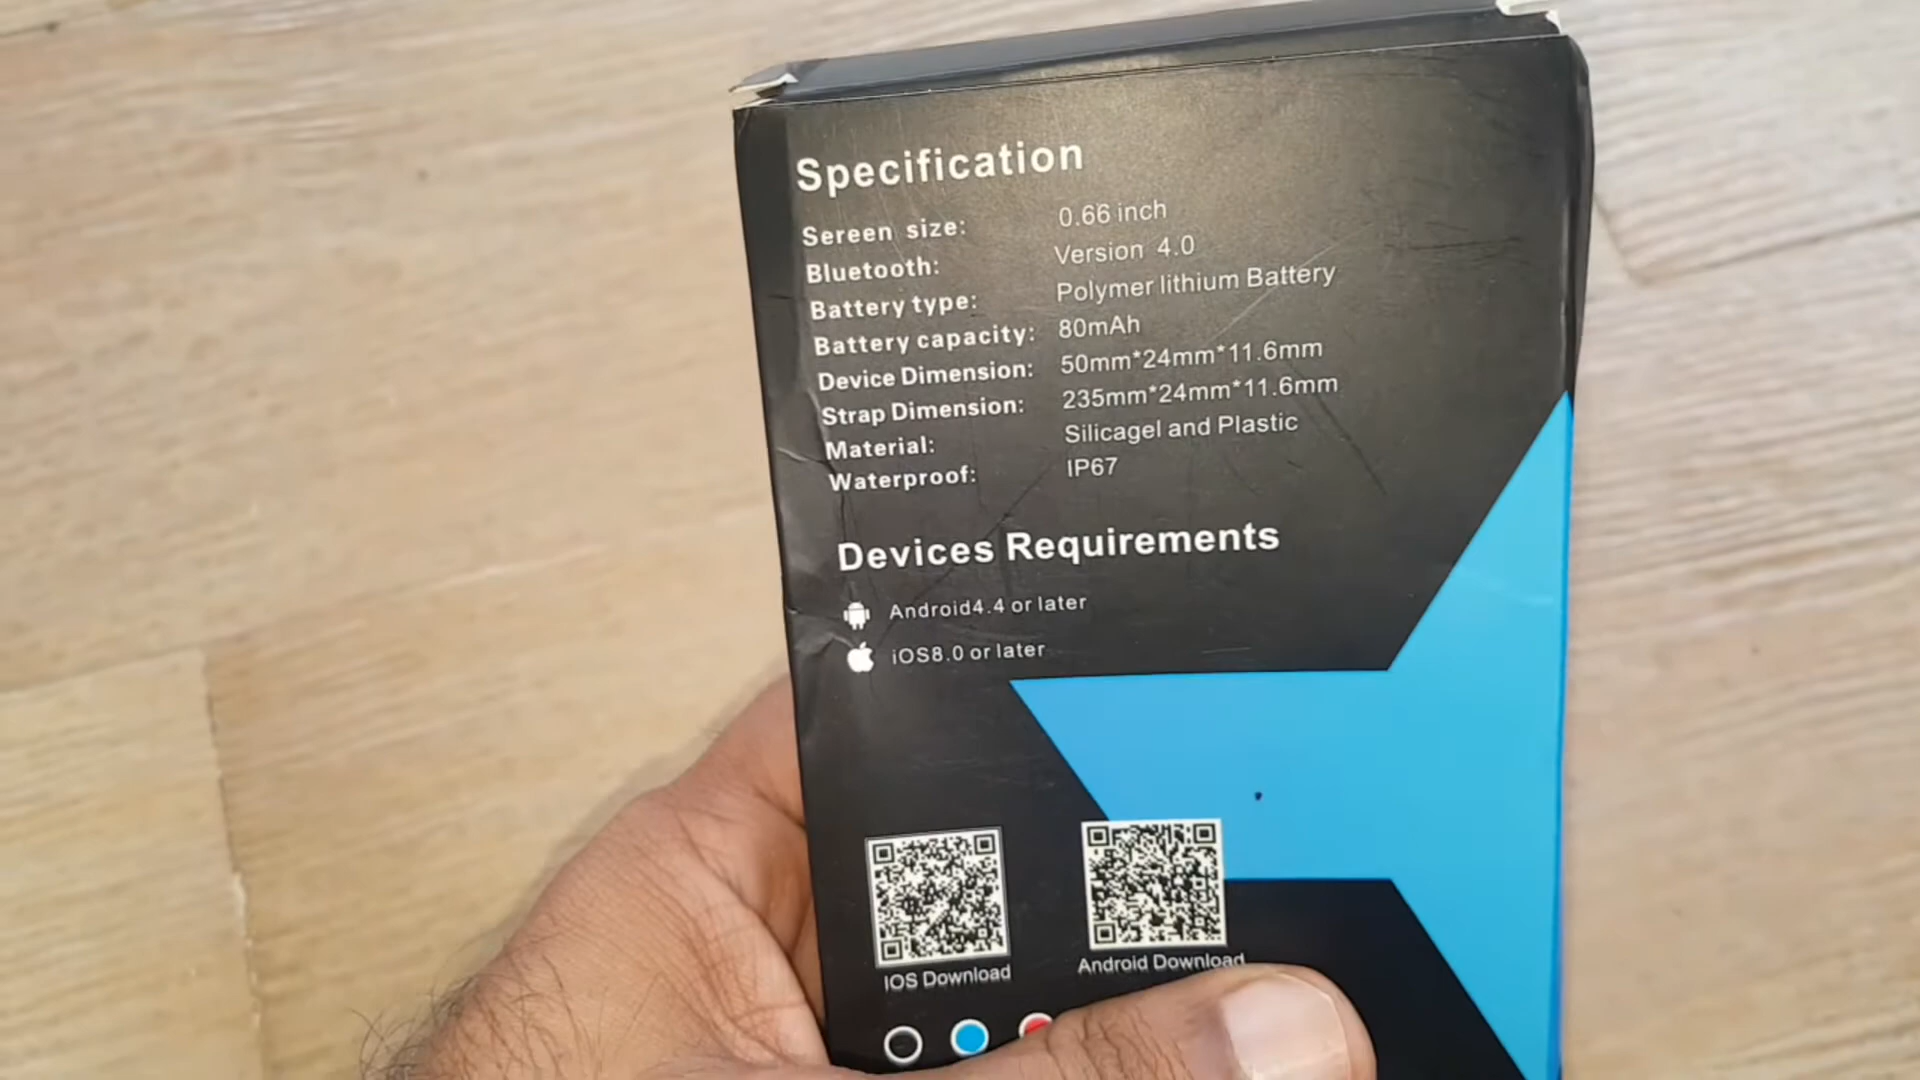 Specification
Sereen size: 0.66 inch
Bluetooth: Version 4.0
Battery type: Polymer lithium Battery
Battery capacity: 80mAh
Device Dimension: 50mm*24mm*11.6mm
Strap Dimension: 235mm*24mm*11.6mm
Material: Silicagel and Plastic
Waterproof: IP67
Devices Requirements
Android4.4 or later
iOS8.0 or later
IOS Download
Android Download